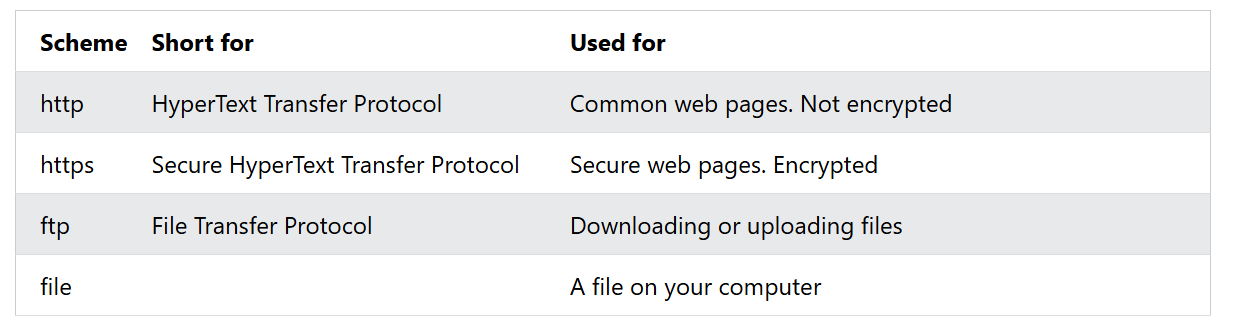 Scheme Short for Used for
http HyperText Transfer Protocol Common web pages. Not encrypted
https Secure HyperText Transfer Protocol Secure web pages. Encrypted
ftp File Transfer Protocol Downloading or uploading files
file A file on your computer